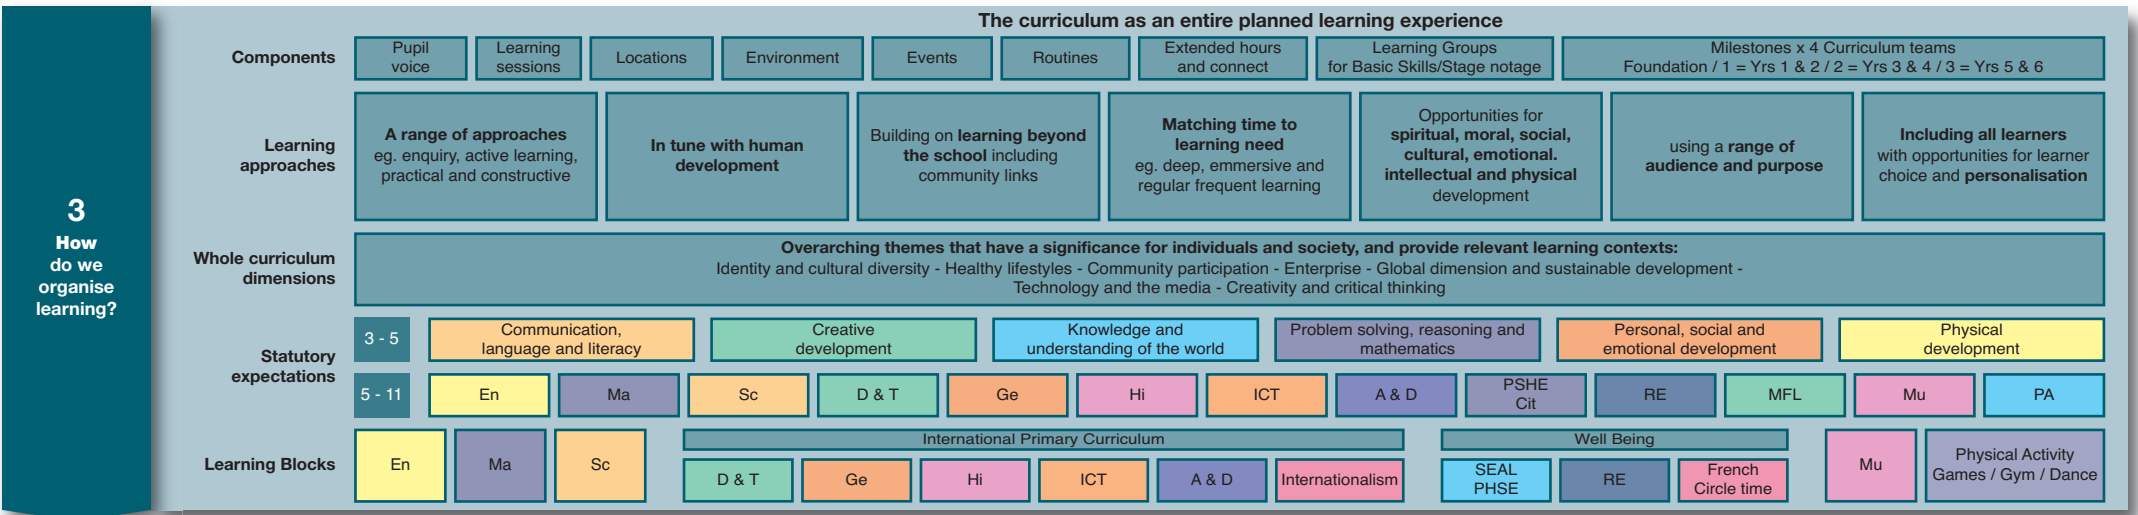 The curriculum as an entire planned learning experience
3
How
do we
organise
learning?
Components
Pupil
voice
Learning
sessions
Locations
Environment
Events
Routines
Extended hours
and connect
Learning Groups
for Basic Skills/Stage notage
Milestones x 4 Curriculum teams
Foundation / 1 = Yrs 1 & 2 / 2 = Yrs 3 & 4 / 3 = Yrs 5 & 6
Learning
approaches
A range of approaches
eg. enquiry, active learning,
practical and constructive
In tune with human
development
Building on learning beyond
the school including
community links
Matching time to
learning need
eg. deep, emmersive and
regular frequent learning
Opportunities for
spiritual, moral, social,
cultural, emotional.
intellectual and physical
development
using a range of
audience and purpose
Including all learners
with opportunities for learner
choice and personalisation
Whole curriculum
dimensions
Overarching themes that have a significance for individuals and society, and provide relevant learning contexts:
Identity and cultural diversity - Healthy lifestyles - Community participation - Enterprise - Global dimension and sustainable development -
Technology and the media - Creativity and critical thinking
Statutory
expectations
3 - 5
Communication,
language and literacy
Creative
development
Knowledge and
understanding of the world
Problem solving, reasoning and
mathematics
Personal, social and
emotional development
Physical
development
5 - 11
En
Ma
Sc
D & T
Ge
Hi
ICT
A & D
PSHE
Cit
RE
MFL
Mu
PA
Learning Blocks
En
Ma
Sc
International Primary Curriculum
D & T
Ge
Hi
ICT
A & D
Internationalism
Well Being
SEAL
PHSE
RE
French
Circle time
Mu
Physical Activity
Games / Gym / Dance